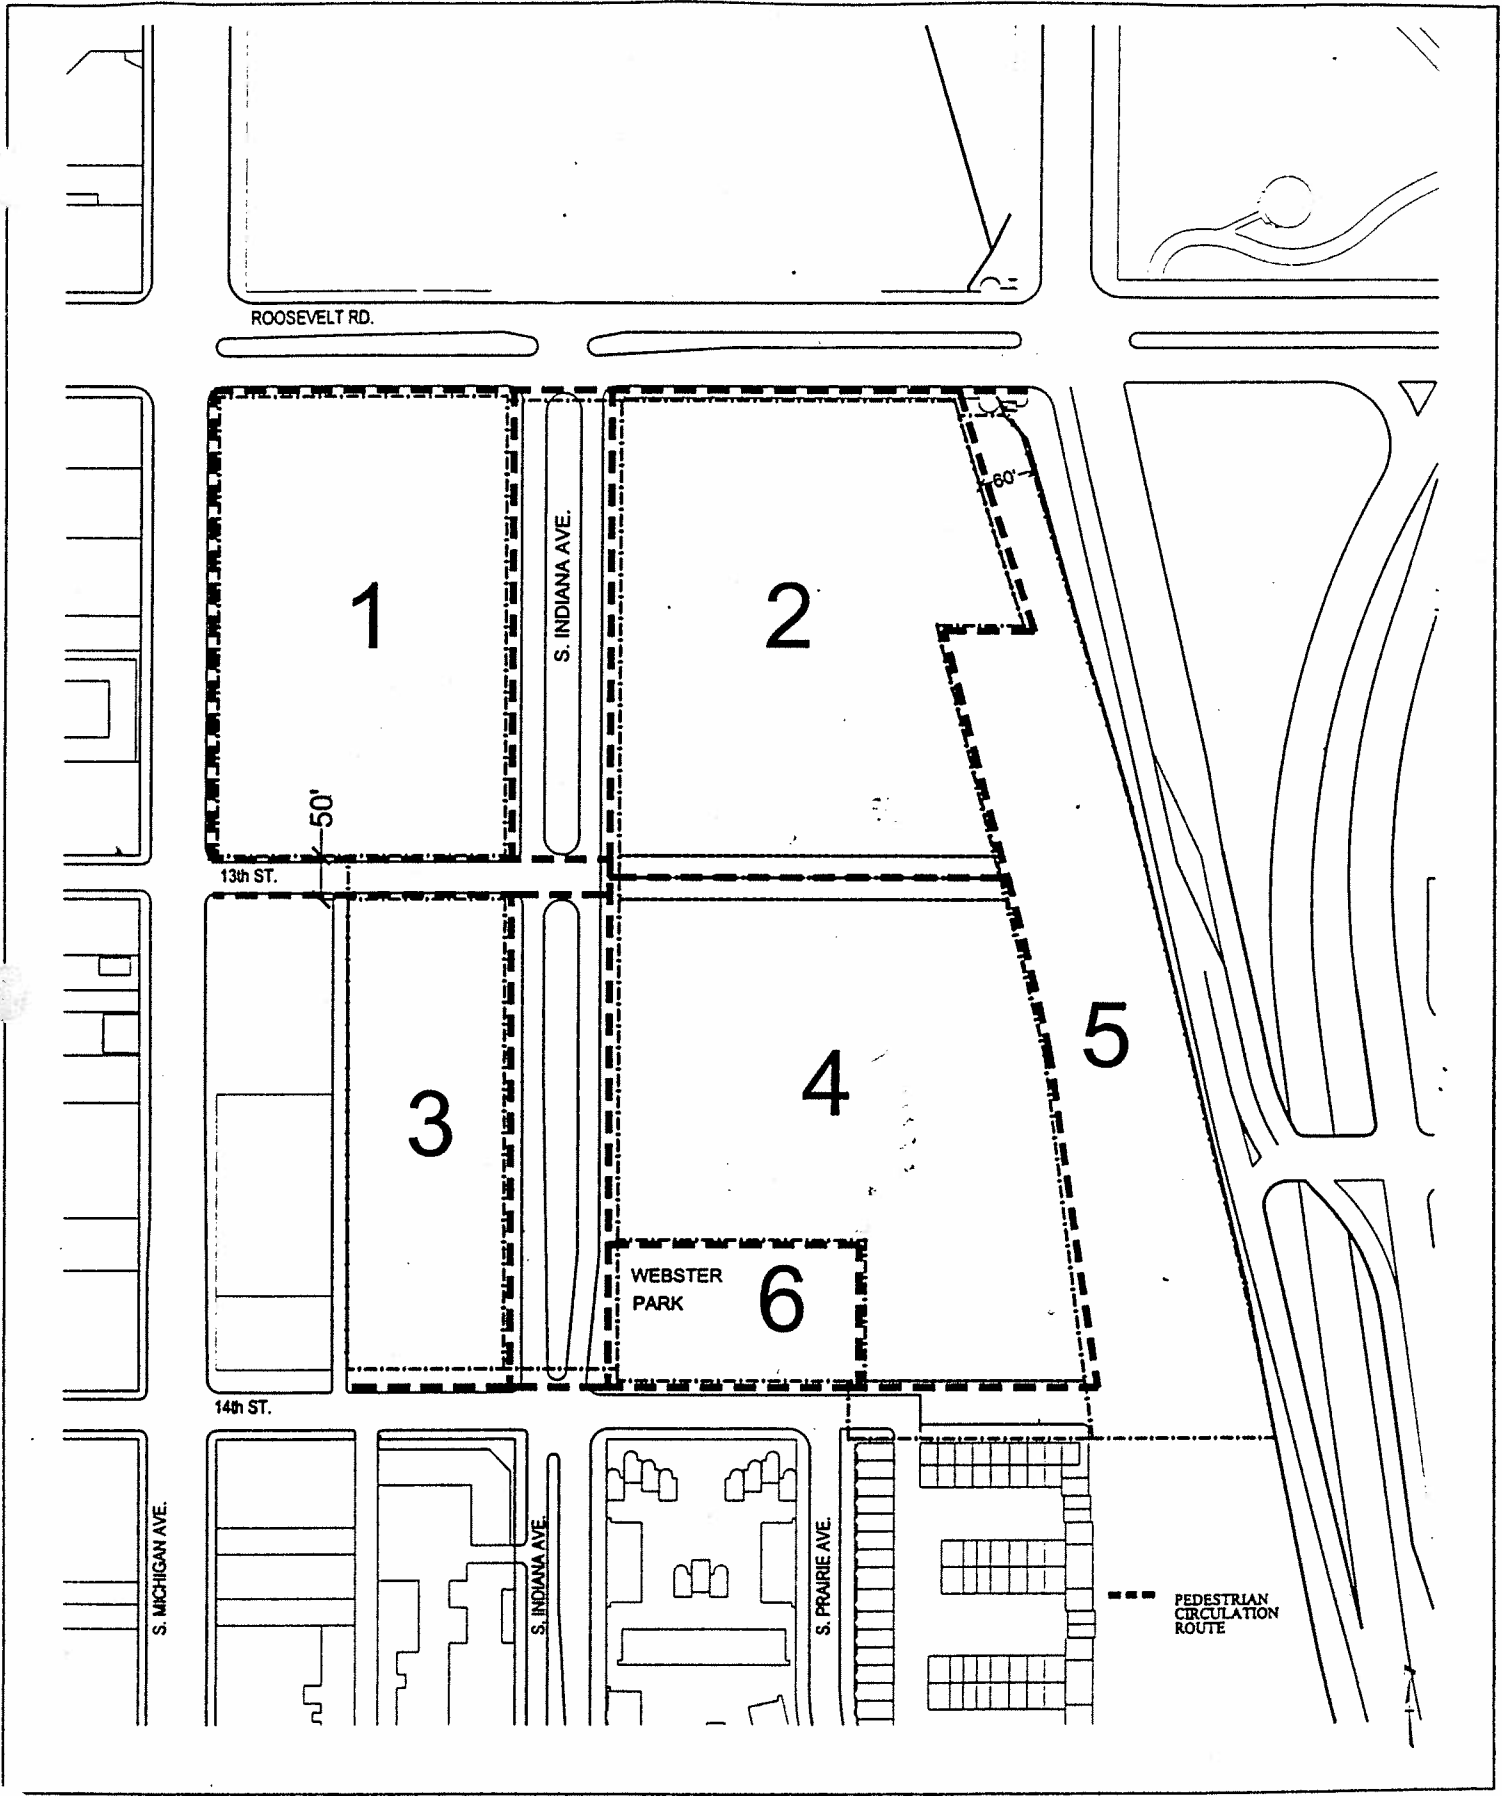 ROOSEVELT RD.
60'
S. INDIANA AVE.
1
2
50'
13th ST.
5
4
3
WEBSTER
PARK
6
14th ST.
S. MICHIGAN AVE.
S. INDIANA AVE.
S. PRAIRIE AVE.
PEDESTRIAN
CIRCULATION
ROUTE